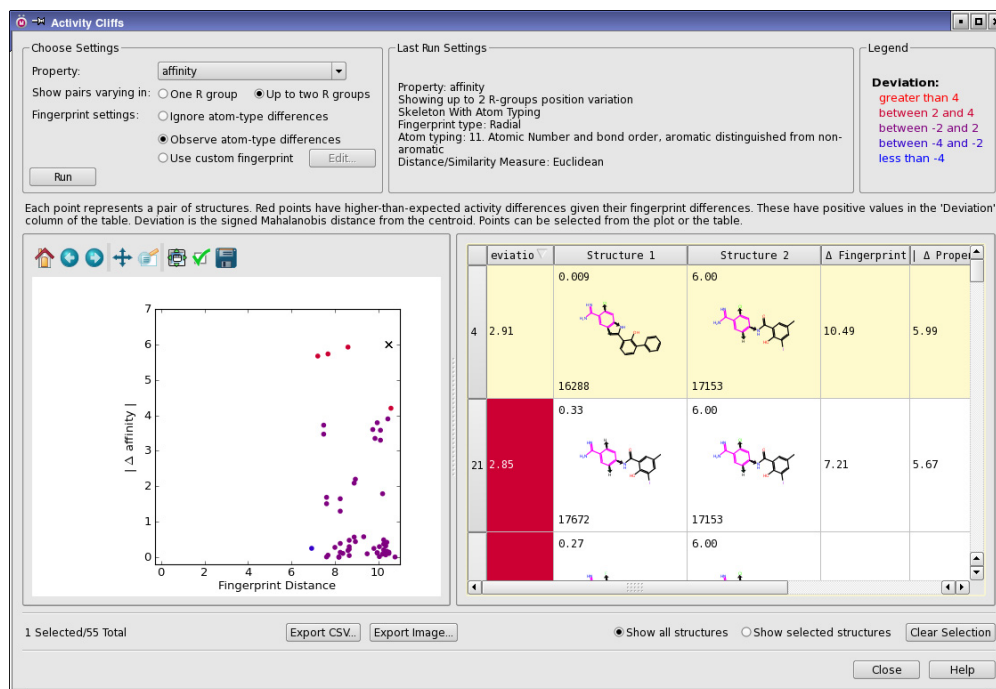 Activity Cliffs
Choose Settings
Property: affinity
Show pairs varying in: One R group Up to two R groups
Fingerprint settings: Ignore atom-type differences
Observe atom-type differences
Use custom fingerprint Edit...
Run
Last Run Settings
Property: affinity
Showing up to 2 R-groups position variation
Skeleton With Atom Typing
Fingerprint type: Radial
Atom typing: 11. Atomic Number and bond order, aromatic distinguished from non-
aromatic
Distance/Similarity Measure: Euclidean
Legend
Deviation:
greater than 4
between 2 and 4
between -2 and 2
between -4 and -2
less than -4
Each point represents a pair of structures. Red points have higher-than-expected activity differences given their fingerprint differences. These have positive values in the 'Deviation'
column of the table. Deviation is the signed Mahalanobis distance from the centroid. Points can be selected from the plot or the table.
7
6
5
4
3
2
1
0
0 2 4 6 8 10
| Δ affinity |
Fingerprint Distance
eviatio Structure 1 Structure 2 Δ Fingerprint | Δ Proper
0.009 6.00
4 2.91 10.49 5.99
16288 17153
0.33 6.00
21 2.85 7.21 5.67
17672 17153
0.27 6.00
1 Selected/55 Total Export CSV... Export Image... Show all structures Show selected structures Clear Selection
Close Help